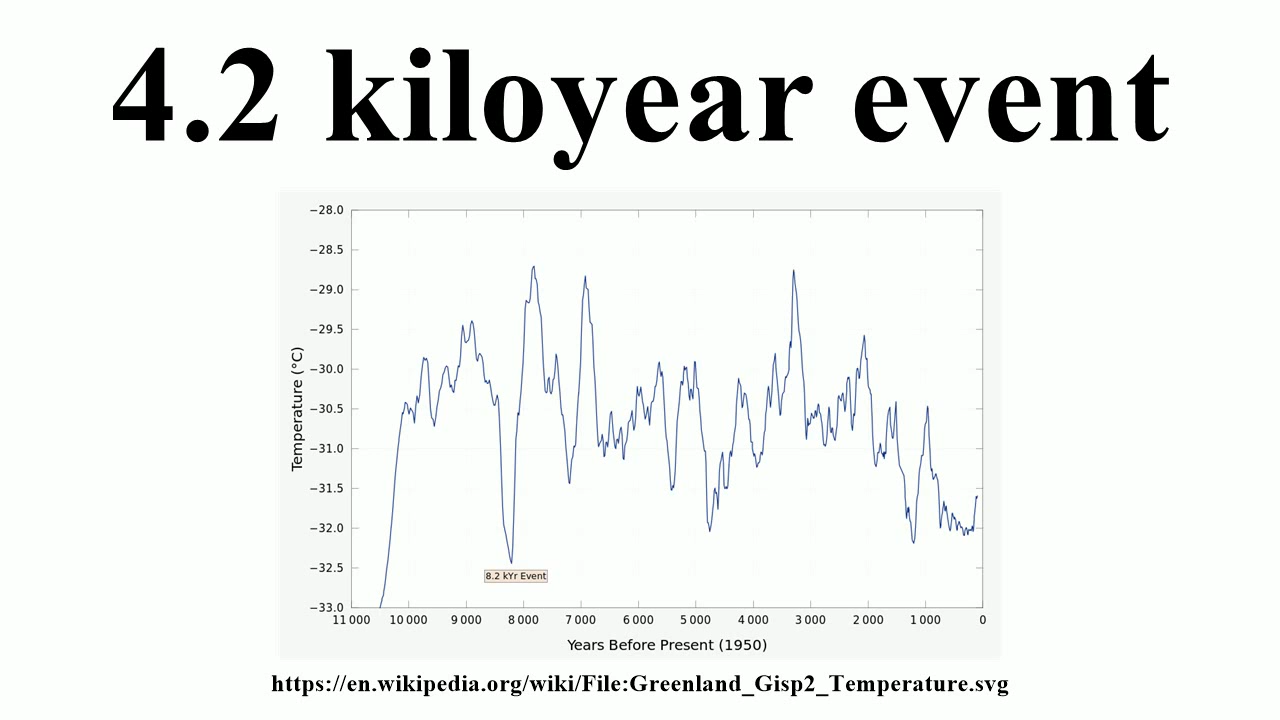 4.2 kiloyear event
−28.0
−28.5
−29.0
−29.5
−30.0
−30.5
−31.0
−31.5
−32.0
−32.5
−33.0
Temperature (°C)
8.2 kYr Event
11 000 10 000 9 000 8 000 7 000 6 000 5 000 4 000 3 000 2 000 1 000 0
Years Before Present (1950)
https://en.wikipedia.org/wiki/File:Greenland_Gisp2_Temperature.svg